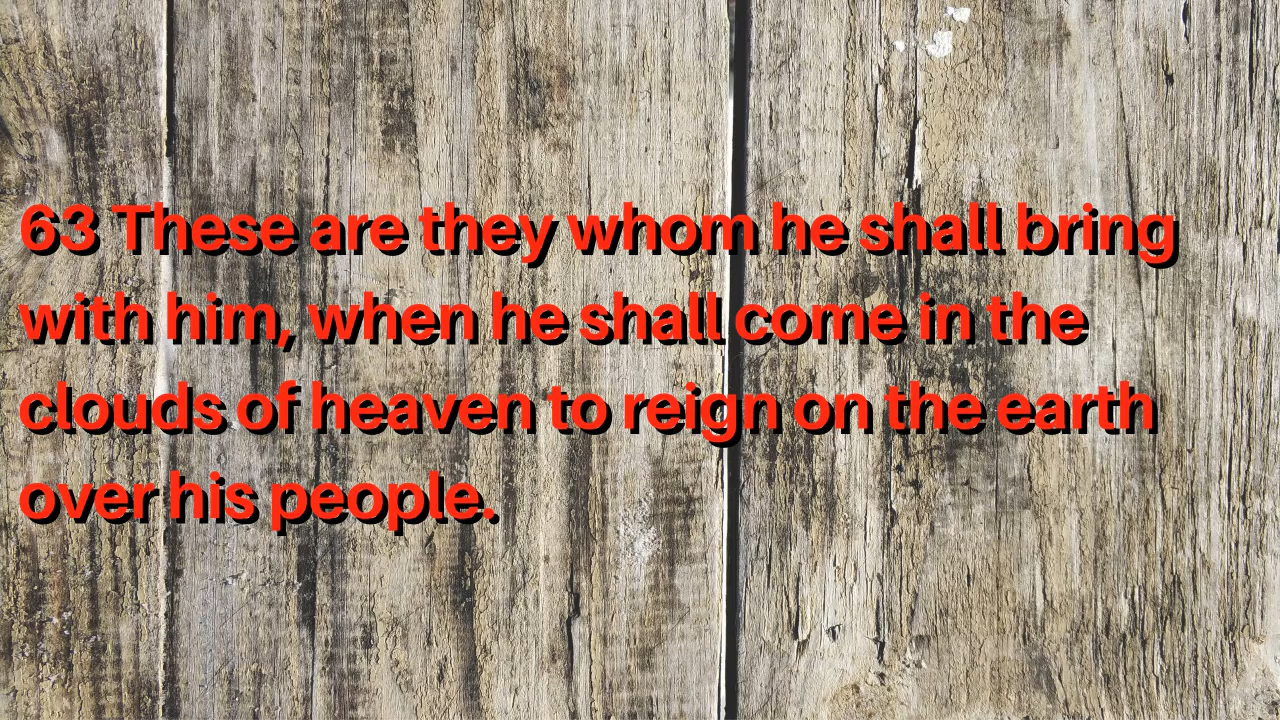 63 These are they whom he shall bring
with him, when he shall come in the
clouds of heaven to reign on the earth
over his people.